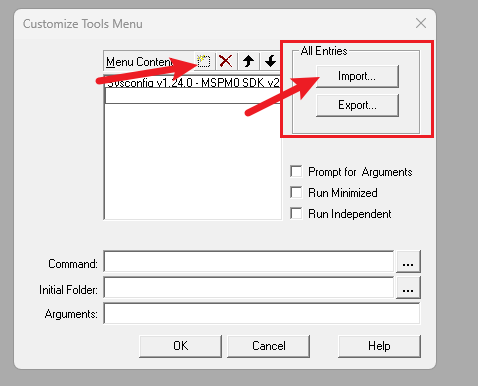 Customize Tools Menu
Menu Conten
All Entries
Sysconfig v1.24.0 - MSPM0 SDK v2
Import...
Export...
Prompt for Arguments
Run Minimized
Run Independent
Command:
...
Initial Folder:
...
Arguments:
OK
Cancel
Help